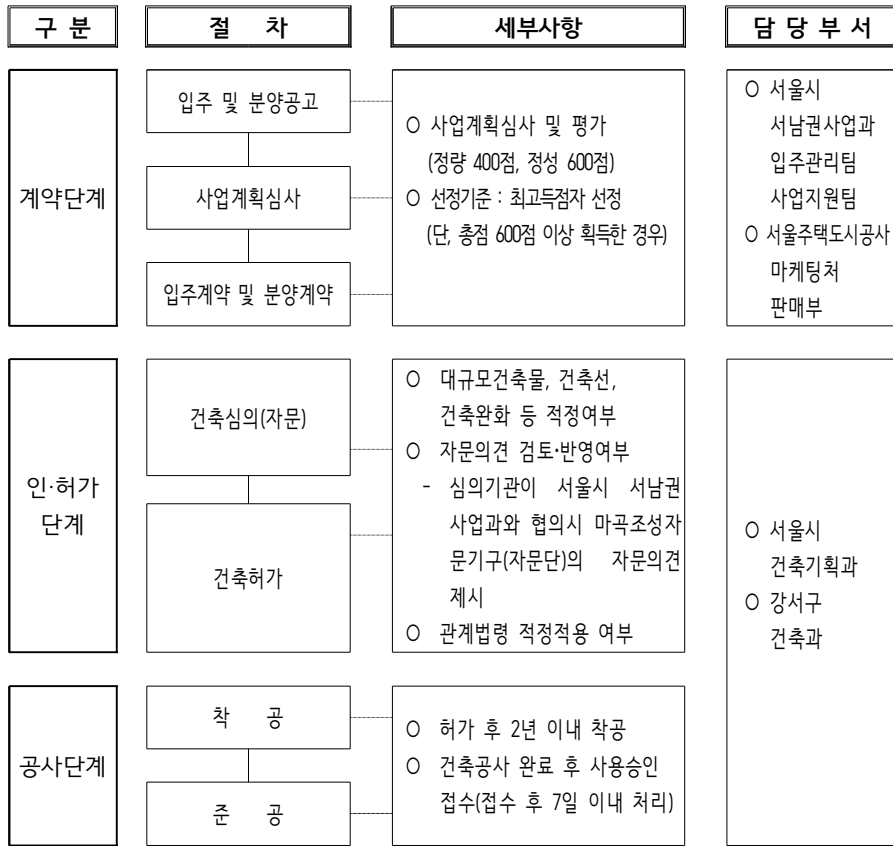 구 분
절 차
세부사항
담 당 부 서
계약단계
입주 및 분양공고
사업계획심사
입주계약 및 분양계약
O 사업계획심사 및 평가
(정량 400점, 정성 600점)
O 선정기준 : 최고득점자 선정
(단, 총점 600점 이상 획득한 경우)
O 서울시
서남권사업과
입주관리팀
사업지원팀
O 서울주택도시공사
마케팅처
판매부
인·허가
단계
건축심의(자문)
건축허가
O 대규모건축물, 건축선,
건축완화 등 적정여부
O 자문의견 검토·반영여부
- 심의기관이 서울시 서남권
사업과와 협의시 마곡조성자
문기구(자문단)의 자문의견
제시
O 관계법령 적정적용 여부
O 서울시
건축기획과
O 강서구
건축과
공사단계
착 공
준 공
O 허가 후 2년 이내 착공
O 건축공사 완료 후 사용승인
접수(접수 후 7일 이내 처리)